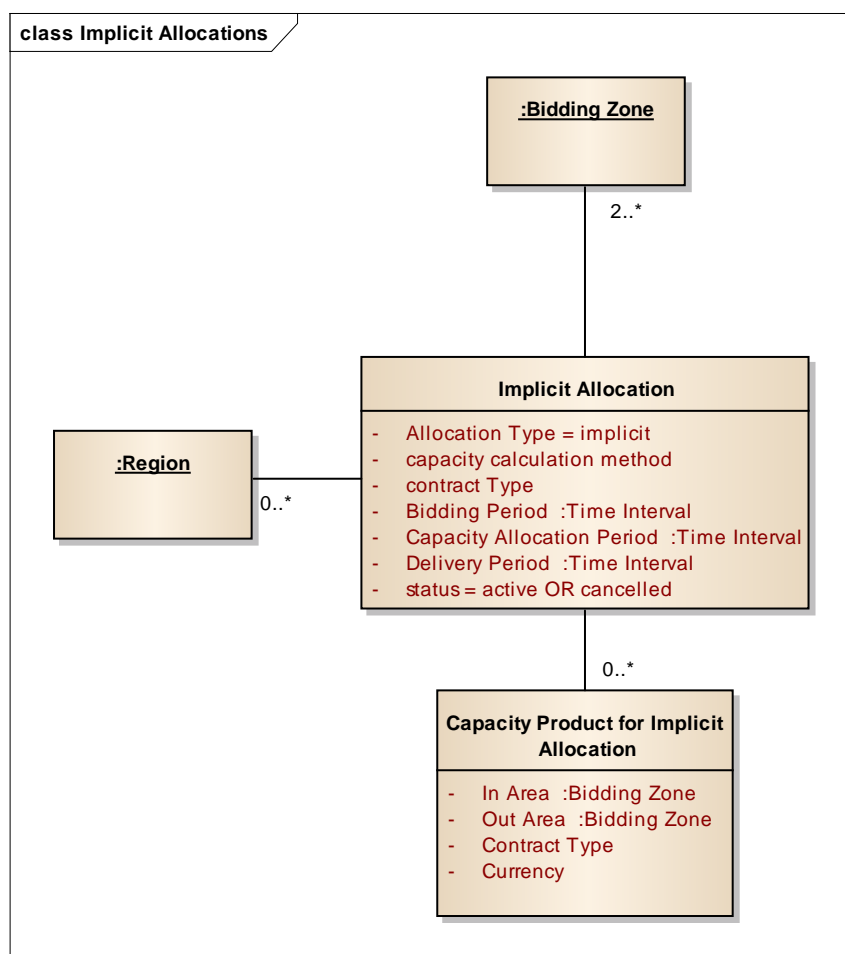 class Implicit Allocations
:Bidding Zone
2..*
Implicit Allocation
- Allocation Type = implicit
- capacity calculation method
- contract Type
- Bidding Period :Time Interval
- Capacity Allocation Period :Time Interval
- Delivery Period :Time Interval
- status = active OR cancelled
:Region
0..*
0..*
Capacity Product for Implicit
Allocation
- In Area :Bidding Zone
- Out Area :Bidding Zone
- Contract Type
- Currency